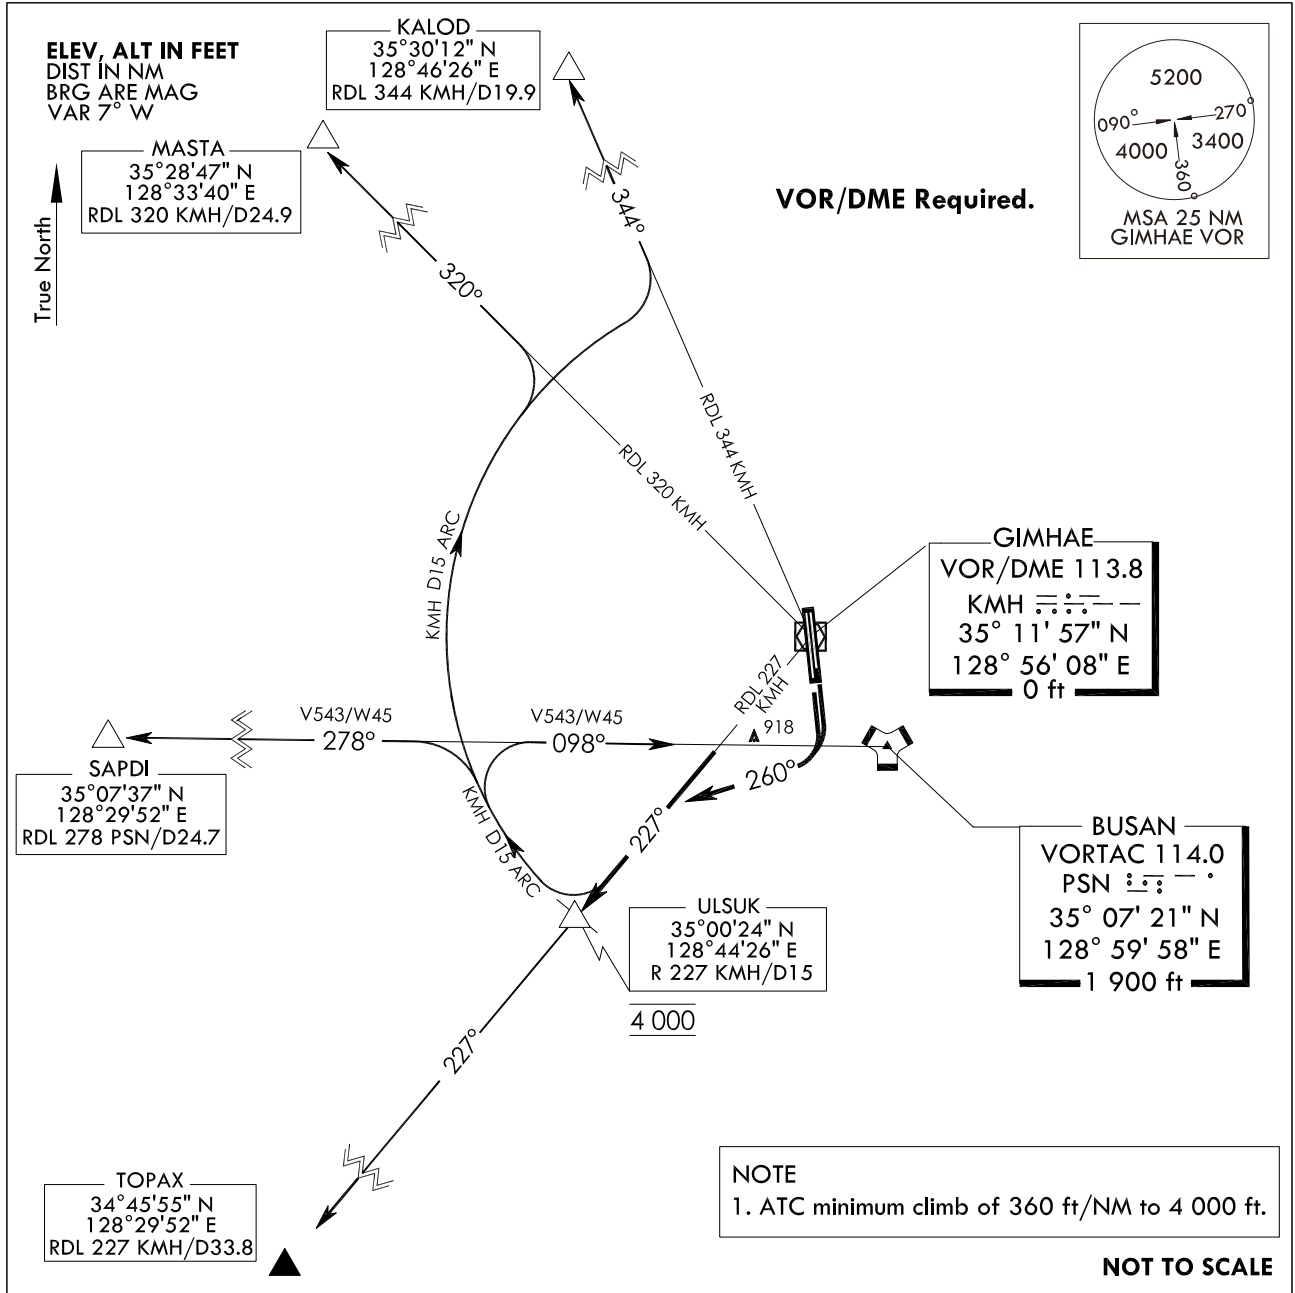 ELEV, ALT IN FEET
DIST IN NM
BRG ARE MAG
VAR 7° W
True North
KALOD
35°30'12" N
128°46'26" E
RDL 344 KMH/D19.9
MASTA
35°28'47" N
128°33'40" E
RDL 320 KMH/D24.9
VOR/DME Required.
5200
090°
270°
4000
3400
360°
MSA 25 NM
GIMHAE VOR
344°
320°
RDL 344 KMH
RDL 320 KMH
KMH D15 ARC
GIMHAE
VOR/DME 113.8
KMH
35° 11' 57" N
128° 56' 08" E
0 ft
RDL 227
KMH
918
V543/W45
278°
V543/W45
098°
260°
SAPDI
35°07'37" N
128°29'52" E
RDL 278 PSN/D24.7
KMH D15 ARC
227°
BUSAN
VORTAC 114.0
PSN
35° 07' 21" N
128° 59' 58" E
1 900 ft
ULSUK
35°00'24" N
128°44'26" E
R 227 KMH/D15
4 000
227°
TOPAX
34°45'55" N
128°29'52" E
RDL 227 KMH/D33.8
NOTE
1. ATC minimum climb of 360 ft/NM to 4 000 ft.
NOT TO SCALE